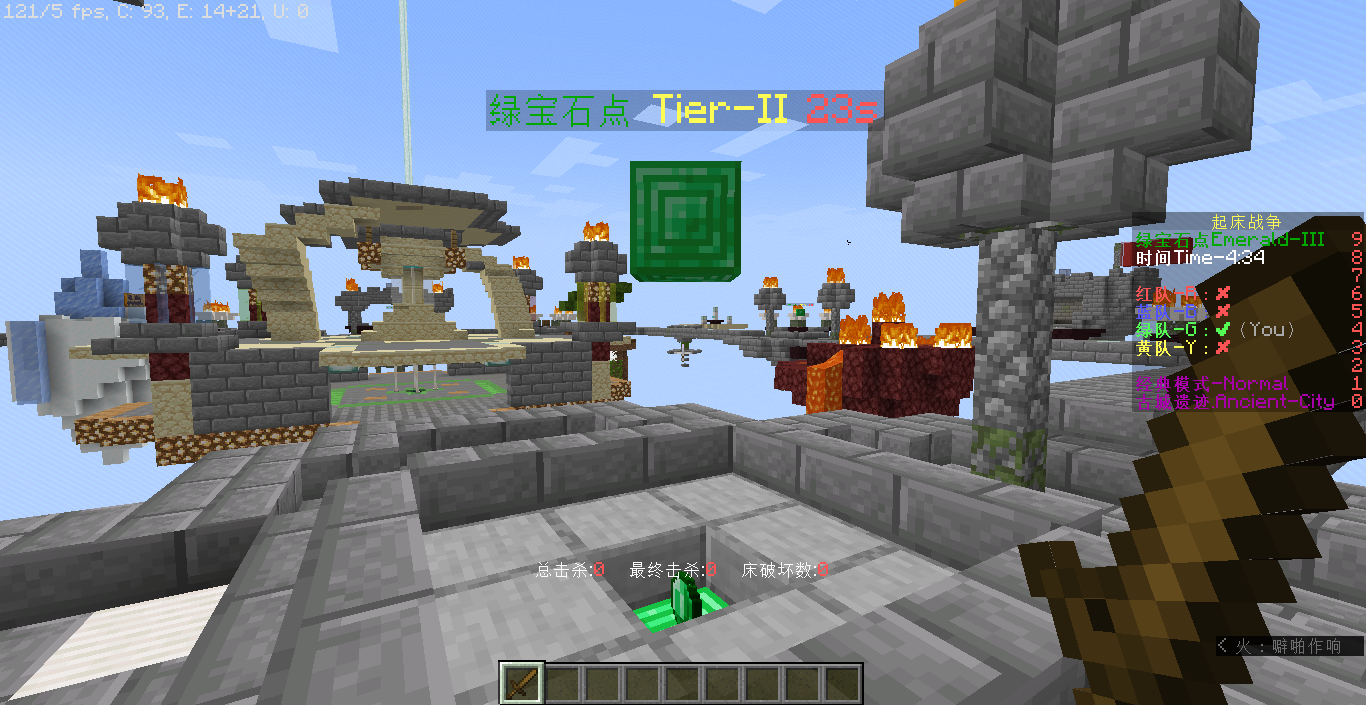 121/5 fps, C: 93, E: 14+21, U: 0
绿宝石点 Tier-II 23s
起床战争
绿宝石点Emerald-III 9
时间Time-4:34 8
7
红队-R：✘ 6
蓝队-B：✘ 5
绿队-G：✔ (You) 4
黄队-Y：✘ 3
2
经典模式-Normal 1
古城遗迹.Ancient-City 0
总击杀:0 最终击杀:0 床破坏数:0
< 火：噼啪作响